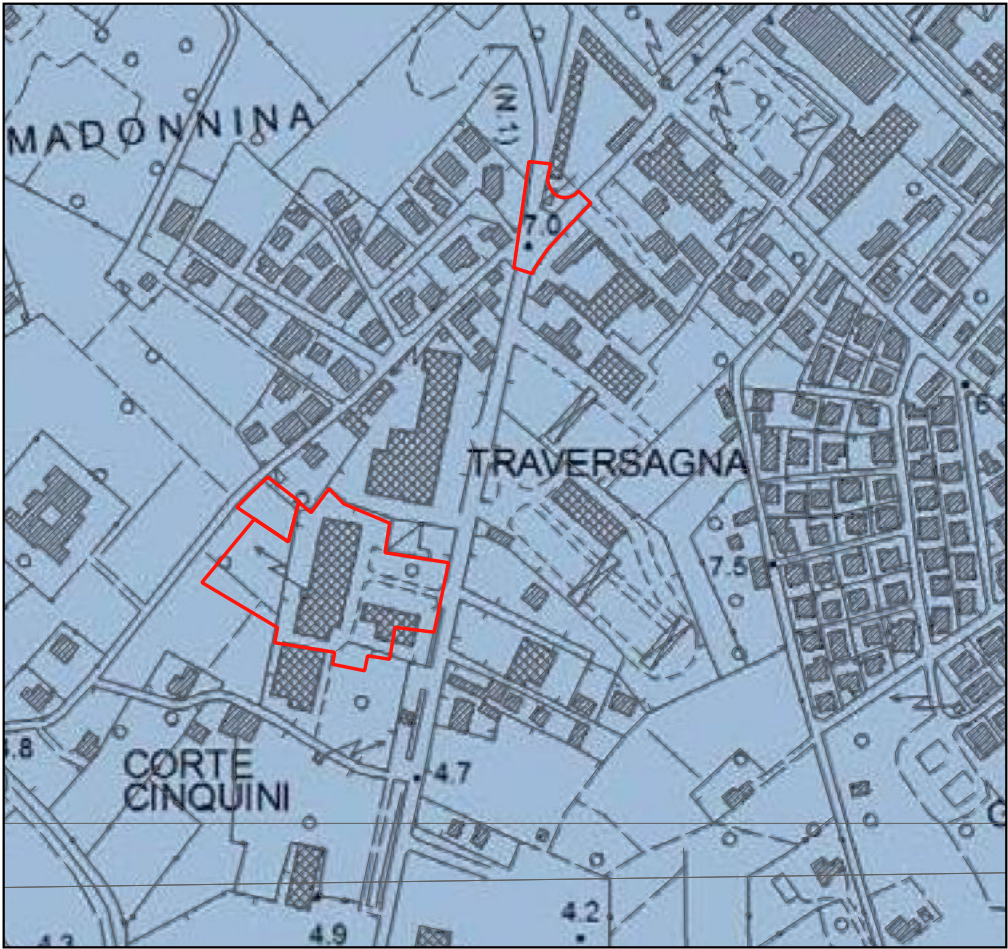 MADONNINA
(N 1)
7.0
TRAVERSAGNA
7.5
CORTE
CINQUINI
4.7
4.2
4.9